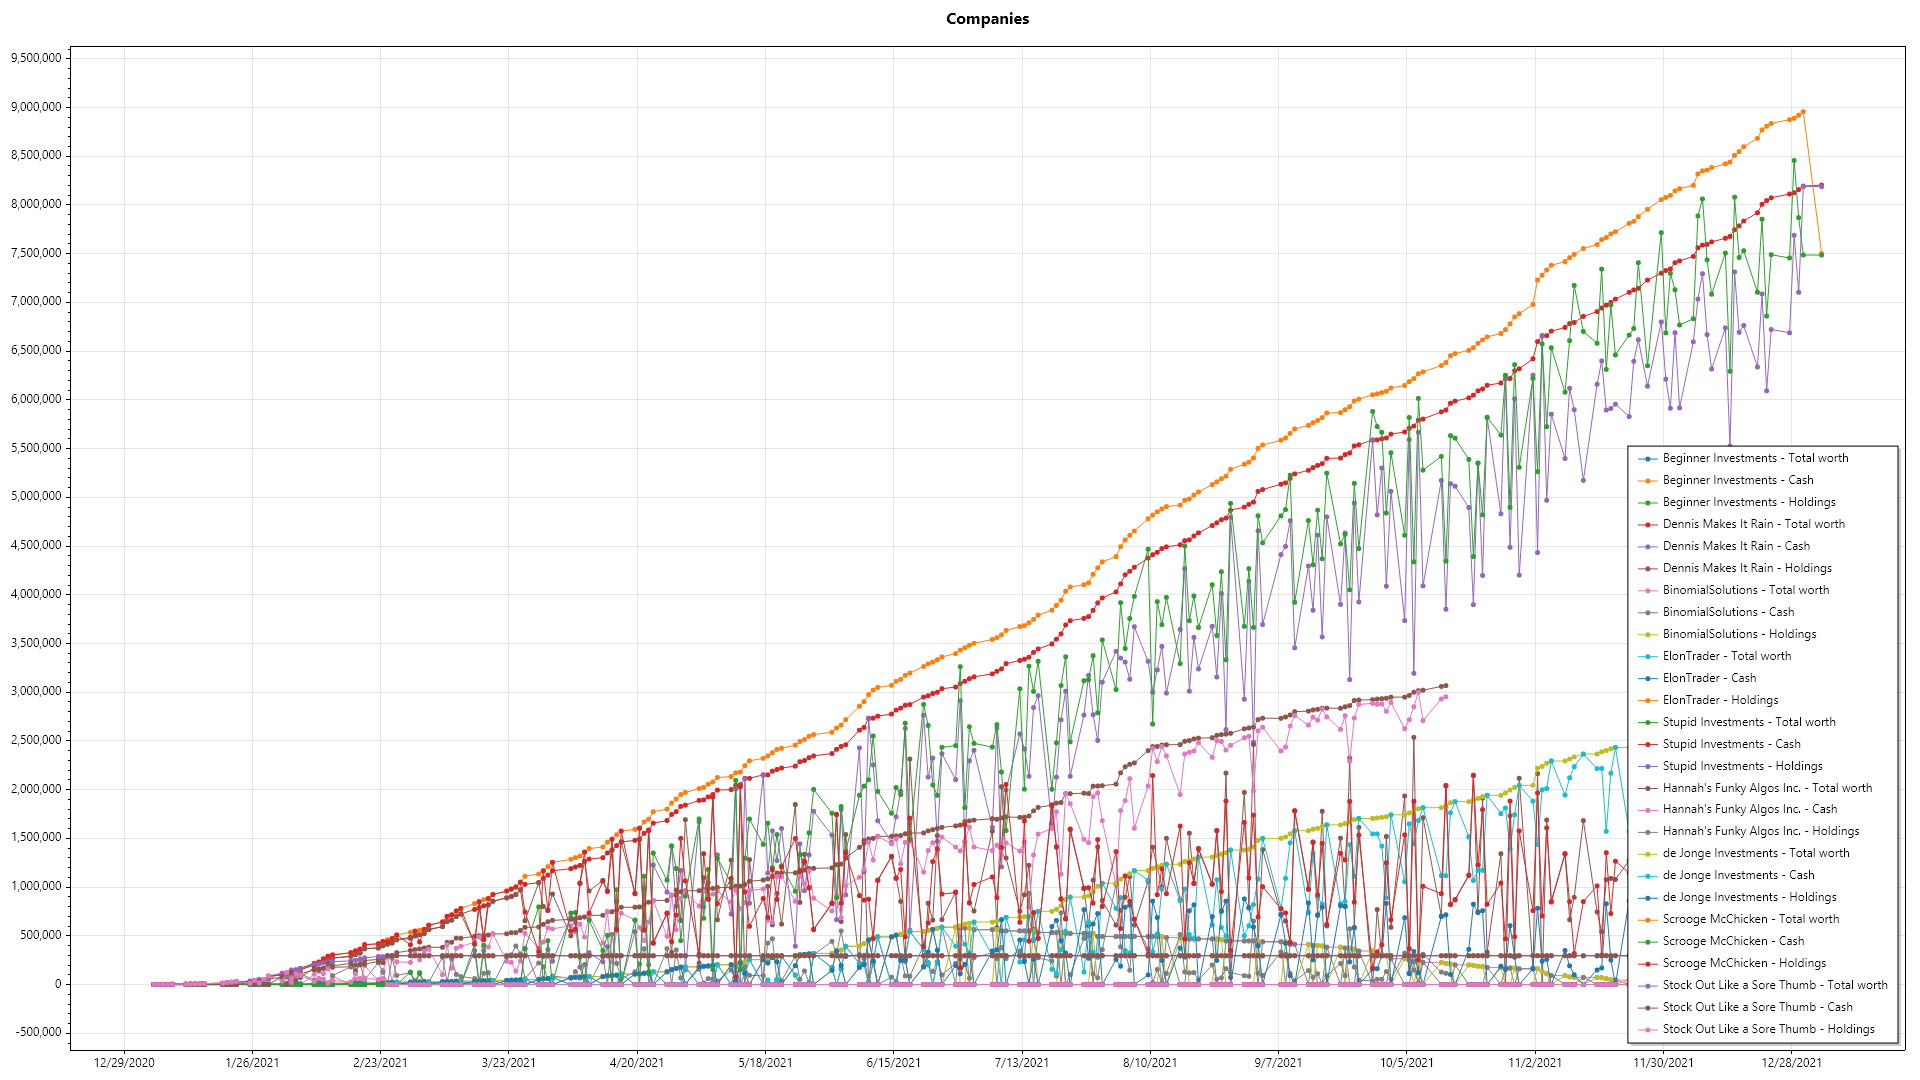 Companies
9,500,000
9,000,000
8,500,000
8,000,000
7,500,000
7,000,000
6,500,000
6,000,000
5,500,000
5,000,000
4,500,000
4,000,000
3,500,000
3,000,000
2,500,000
2,000,000
1,500,000
1,000,000
500,000
0
-500,000
Beginner Investments - Total worth
Beginner Investments - Cash
Beginner Investments - Holdings
Dennis Makes It Rain - Total worth
Dennis Makes It Rain - Cash
Dennis Makes It Rain - Holdings
BinomialSolutions - Total worth
BinomialSolutions - Cash
BinomialSolutions - Holdings
ElonTrader - Total worth
ElonTrader - Cash
ElonTrader - Holdings
Stupid Investments - Total worth
Stupid Investments - Cash
Stupid Investments - Holdings
Hannah's Funky Algos Inc. - Total worth
Hannah's Funky Algos Inc. - Cash
Hannah's Funky Algos Inc. - Holdings
de Jonge Investments - Total worth
de Jonge Investments - Cash
de Jonge Investments - Holdings
Scrooge McChicken - Total worth
Scrooge McChicken - Cash
Scrooge McChicken - Holdings
Stock Out Like a Sore Thumb - Total worth
Stock Out Like a Sore Thumb - Cash
Stock Out Like a Sore Thumb - Holdings
12/29/2020 1/26/2021 2/23/2021 3/23/2021 4/20/2021 5/18/2021 6/15/2021 7/13/2021 8/10/2021 9/7/2021 10/5/2021 11/2/2021 11/30/2021 12/28/2021